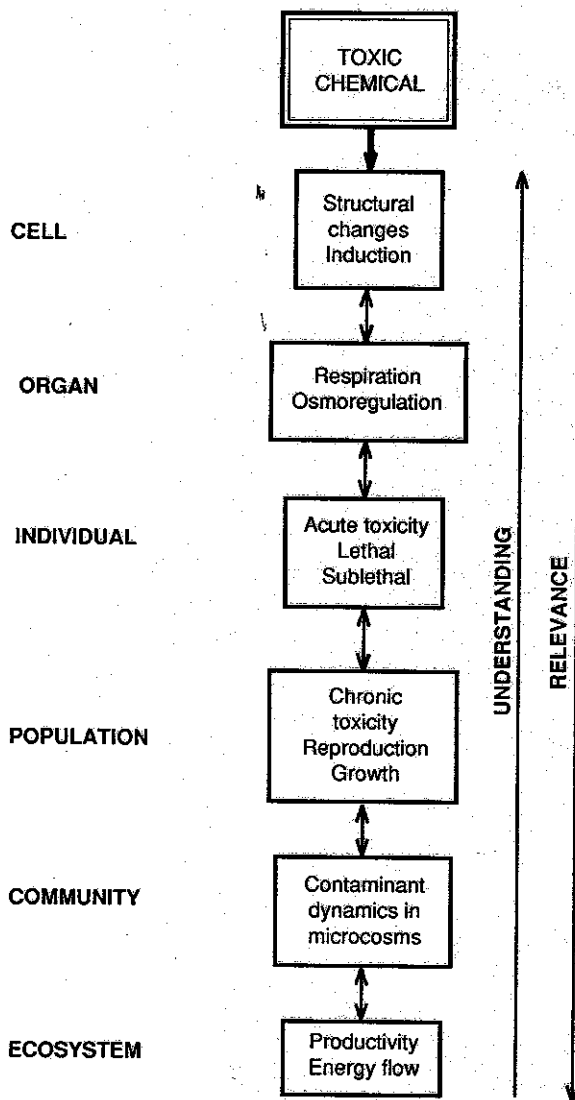 TOXIC
CHEMICAL
CELL
Structural
changes
Induction
ORGAN
Respiration
Osmoregulation
INDIVIDUAL
Acute toxicity
Lethal
Sublethal
UNDERSTANDING
RELEVANCE
POPULATION
Chronic
toxicity
Reproduction
Growth
COMMUNITY
Contaminant
dynamics in
microcosms
ECOSYSTEM
Productivity
Energy flow